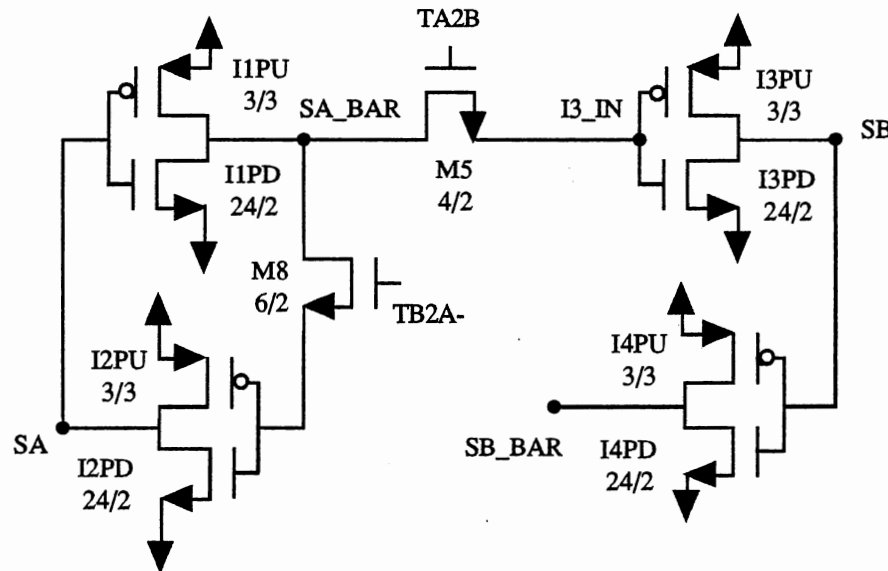 TA2B
I1PU
3/3
SA_BAR
I3_IN
I3PU
3/3
SB
I1PD
24/2
M5
4/2
I3PD
24/2
M8
6/2
TB2A-
I2PU
3/3
I4PU
3/3
SA
SB_BAR
I2PD
24/2
I4PD
24/2